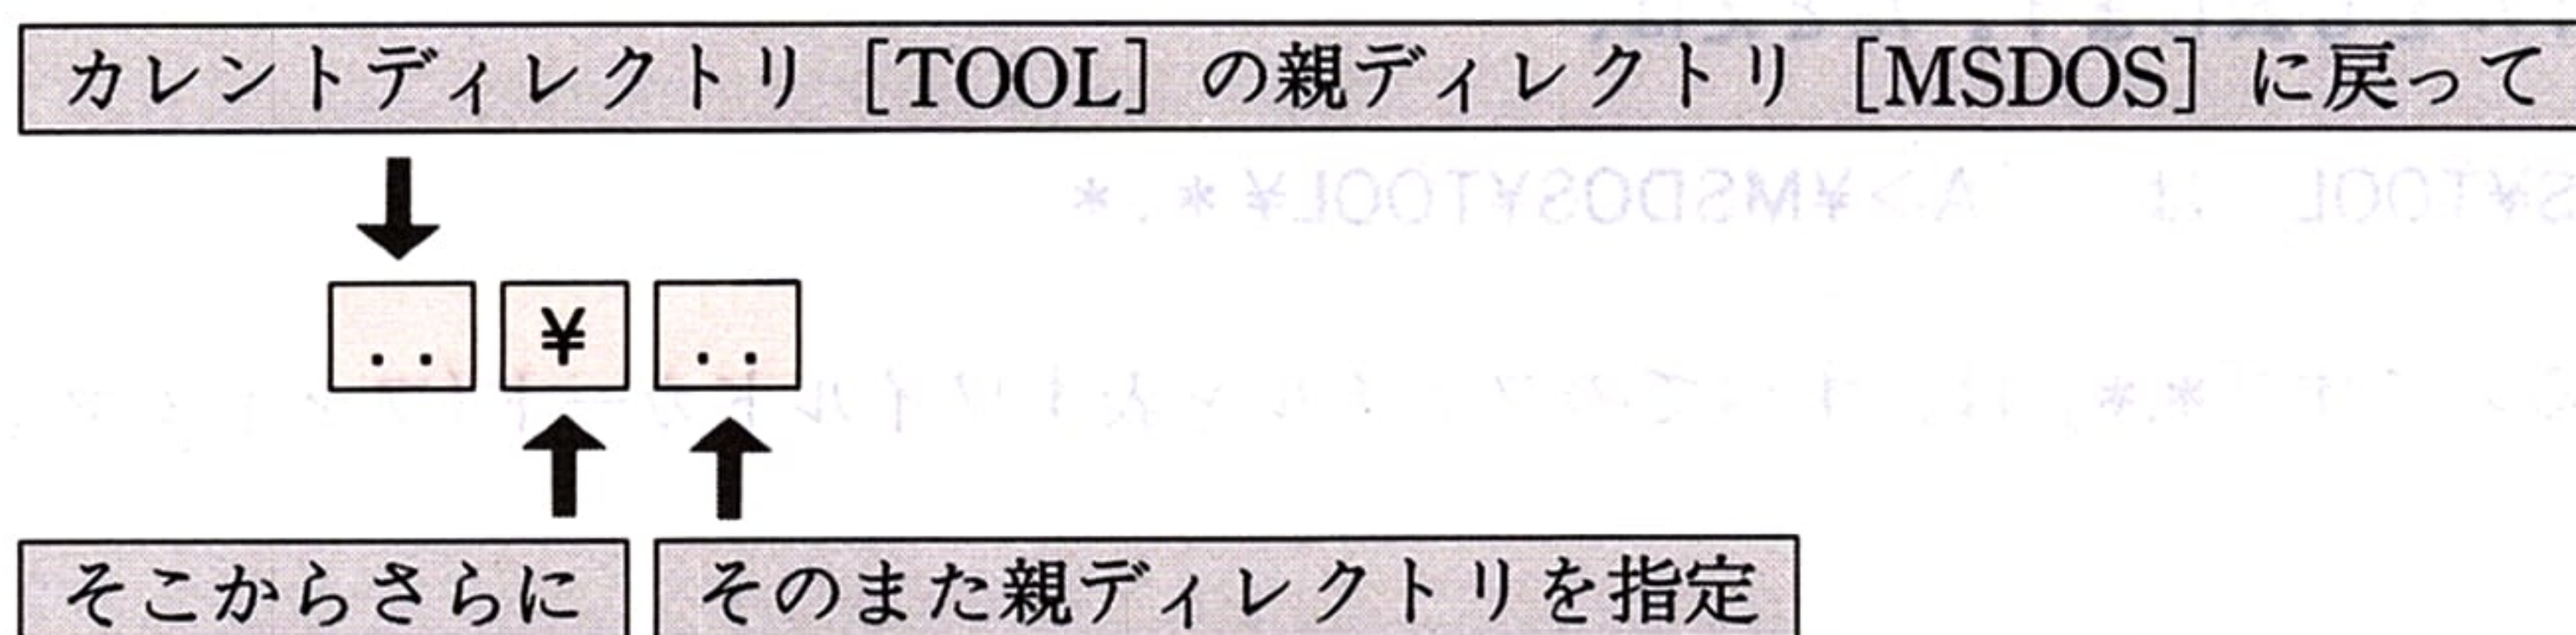 カレントディレクトリ［TOOL］の親ディレクトリ［MSDOS］に戻って
.. ¥ ..
そこからさらに そのまた親ディレクトリを指定